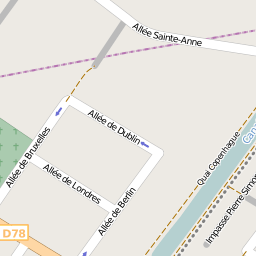 Allée Sainte-Anne
Allée de Dublin
Allée de Bruxelles
Quai Copenhague
Can
Allée de Londres
Allée de Berlin
Impasse Pierre Simon
D78